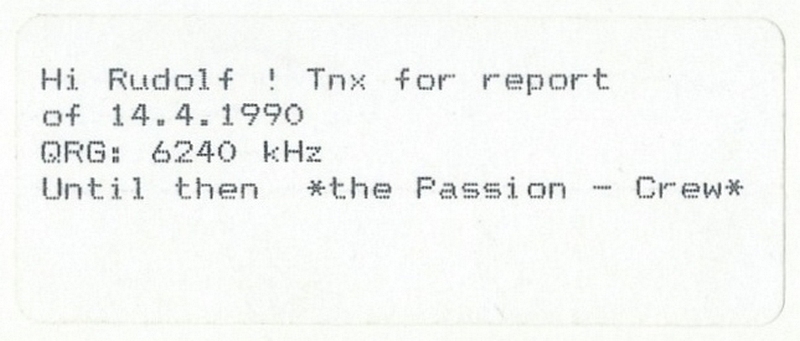 Hi Rudolf ! Tnx for report
of 14.4.1990
QRG: 6240 kHz
Until then  *the Passion - Crew*